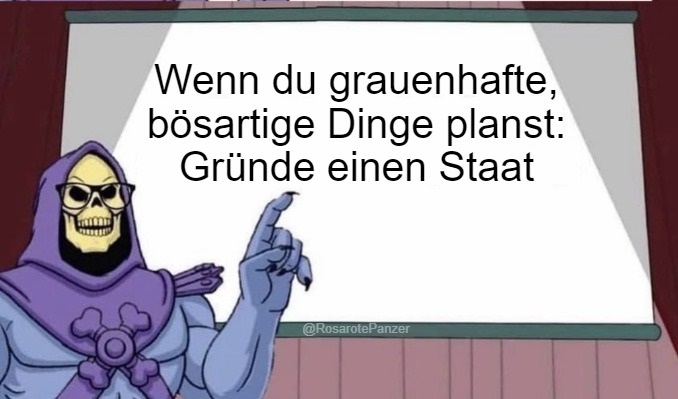 Wenn du grauenhafte,
bösartige Dinge planst:
Gründe einen Staat
@RosarotePanzer